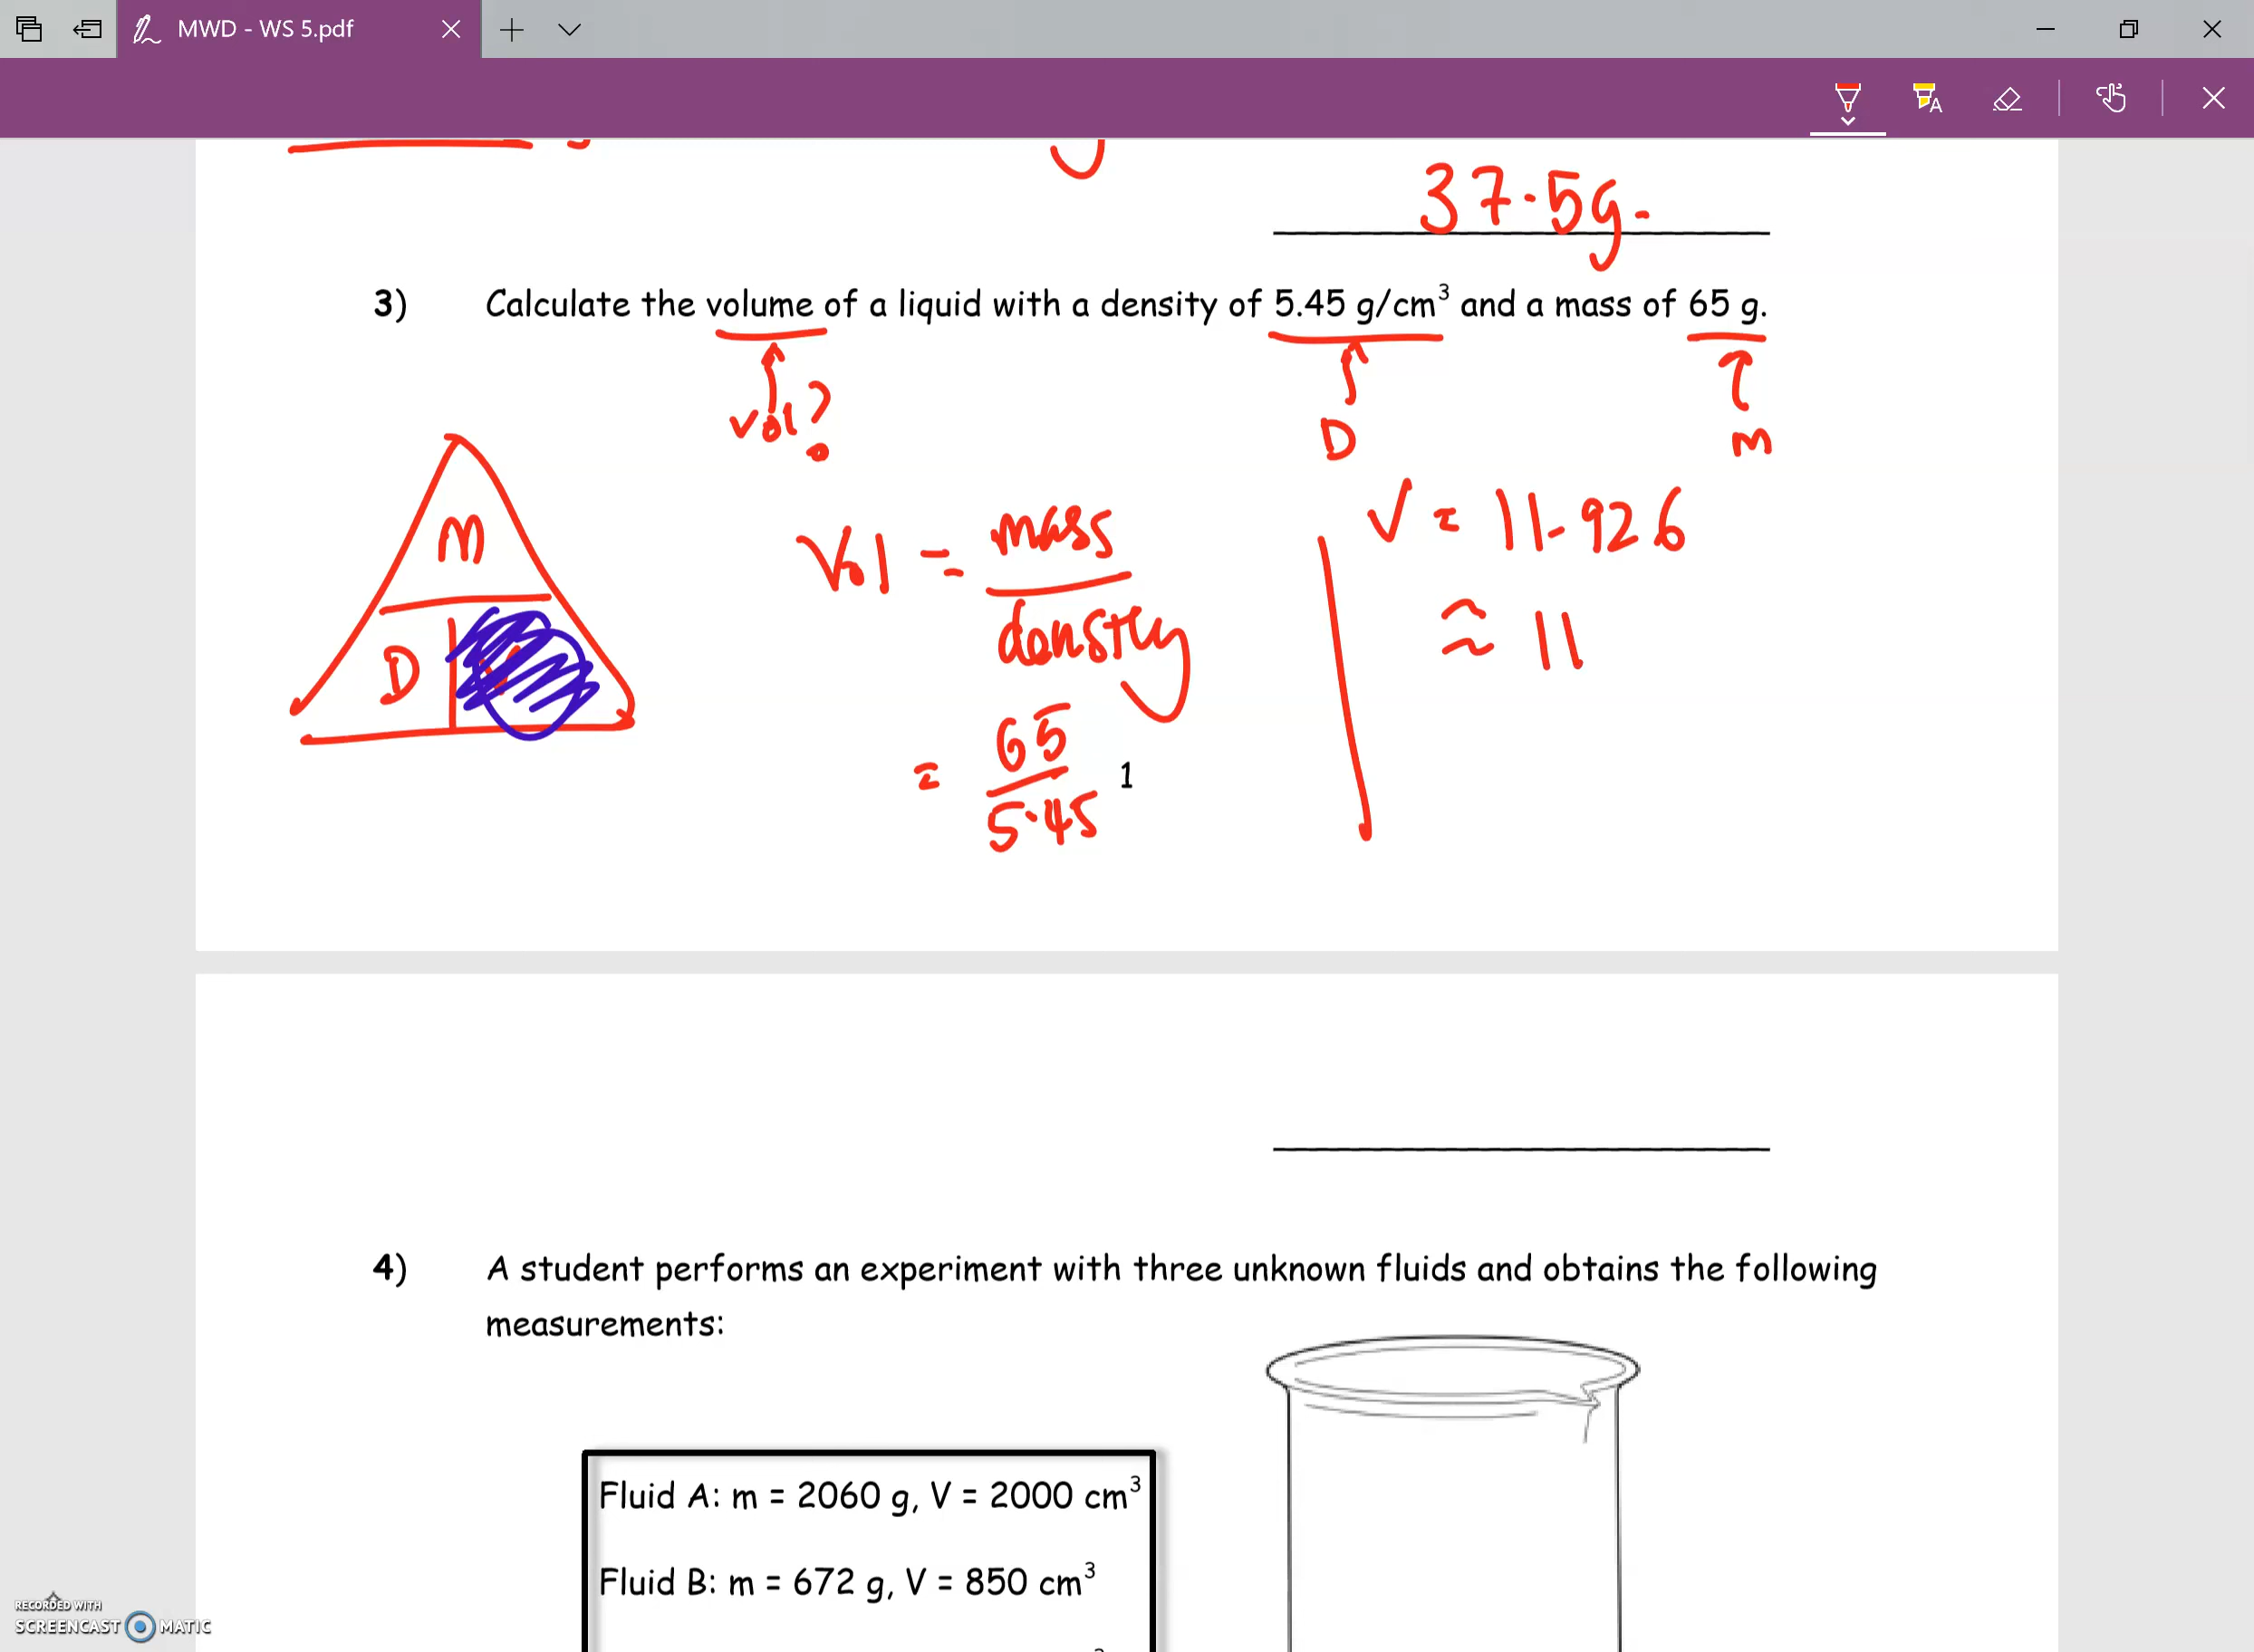 MWD - WS 5.pdf
37.5g.
3) Calculate the volume of a liquid with a density of 5.45 g/cm³ and a mass of 65 g.
vol?
D
M
M
D
Vol = mass
density
= 65
5.45
1
V = 11.926
≈ 11.
4) A student performs an experiment with three unknown fluids and obtains the following
measurements:
Fluid A: m = 2060 g, V = 2000 cm³
Fluid B: m = 672 g, V = 850 cm³
RECORDED WITH
SCREENCAST MATIC